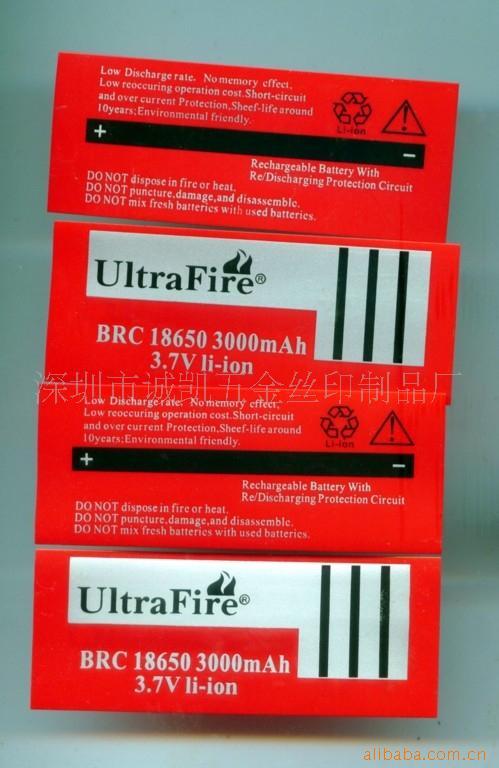 Low Discharge rate. No memory effect,
Low reoccuring operation cost.Short-circuit
and over current Protection,Sheef-life around
10years;Environmental friendly.
Li-ion
+ −
Rechargeable Battery With
Re/Discharging Protection Circuit
DO NOT dispose in fire or heat.
DO NOT puncture,damage,and disassemble.
DO NOT mix fresh batterics with used batterics.
UltraFire®
BRC 18650 3000mAh
3.7V li-ion
深圳市诚凯五金丝印制品厂
Low Discharge rate. No memory effect,
Low reoccuring operation cost.Short-circuit
and over current Protection,Sheef-life around
10years;Environmental friendly.
Li-ion
+ −
Rechargeable Battery With
Re/Discharging Protection Circuit
DO NOT dispose in fire or heat.
DO NOT puncture,damage,and disassemble.
DO NOT mix fresh batterics with used batterics.
UltraFire®
BRC 18650 3000mAh
3.7V li-ion
alibaba.com.cn